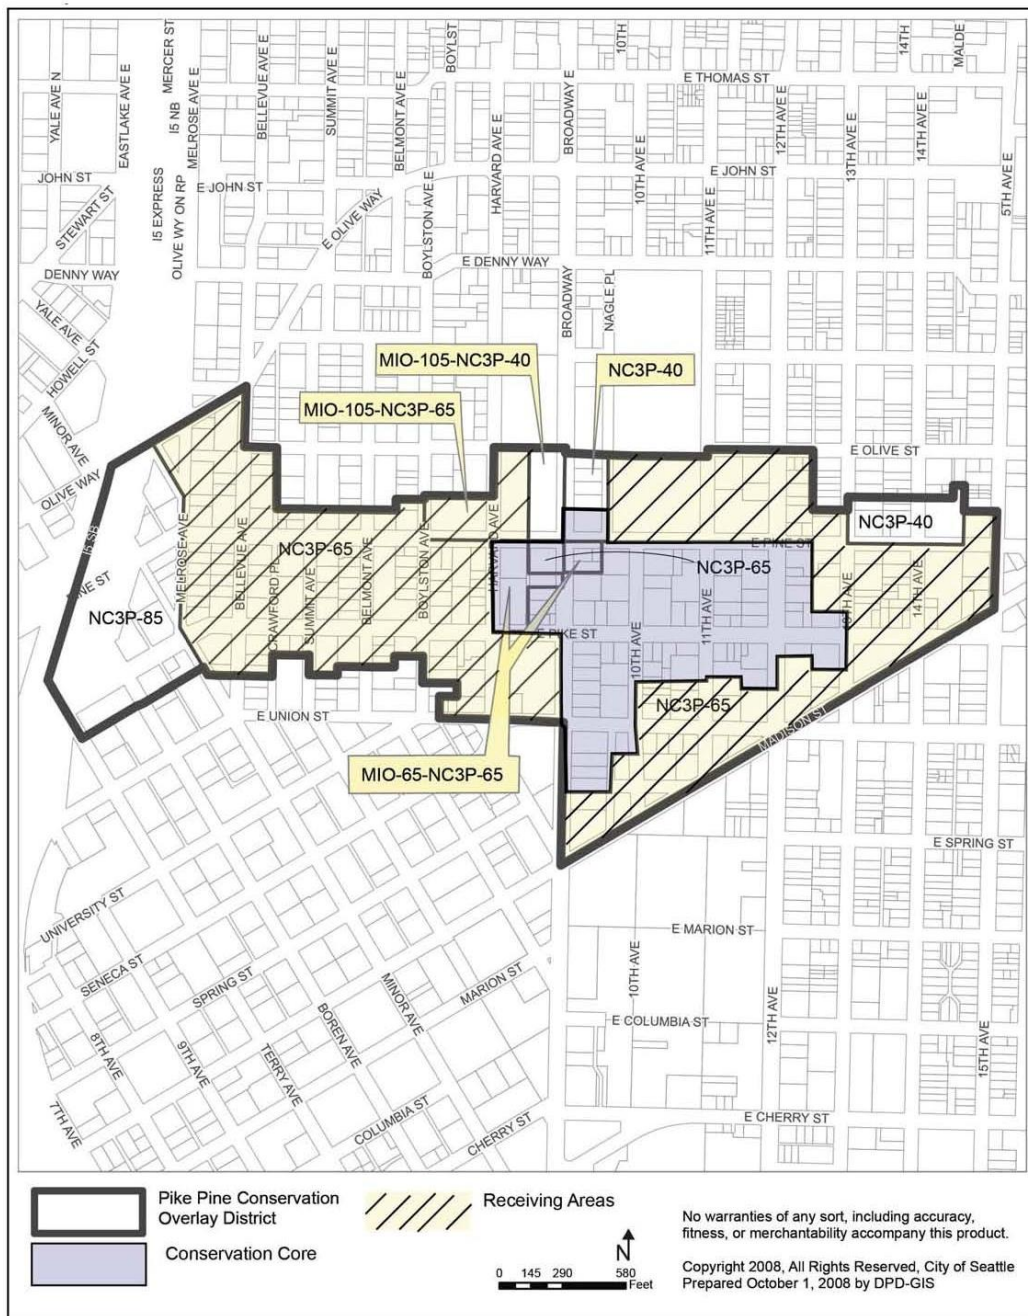 YALE AVE N
EASTLAKE AVE E
MERCER ST
I5 NB
MELROSE AVE E
BELLEVUE AVE E
SUMMIT AVE E
BELMONT AVE E
BOYLST
HARVARD AVE E
BROADWAY E
10TH
14TH
MALDE
E THOMAS ST
12TH AVE E
13TH AVE E
14TH AVE E
JOHN ST
STEWART ST
I5 EXPRESS
OLIVE WY ON RP
E JOHN ST
E OLIVE WAY
BOYLSTON AVE E
10TH AVE E
11TH AVE E
E JOHN ST
5TH AVE E
DENNY WAY
E DENNY WAY
YALE AVE
HOWELL ST
BROADWAY
NAGLE PL
MINOR AVE
OLIVE WAY
MIO-105-NC3P-40
NC3P-40
MIO-105-NC3P-65
E OLIVE ST
I5 SB
MELROSE AVE
BELLEVUE AVE
CRAWFORD PL
SUMMIT AVE
BELMONT AVE
BOYLSTON AVE
NC3P-65
NC3P-40
E PINE ST
NC3P-65
NC3P-85
E PIKE ST
10TH AVE
11TH AVE
14TH AVE
NC3P-65
E UNION ST
MADISON ST
MIO-65-NC3P-65
E SPRING ST
UNIVERSITY ST
SENECA ST
SPRING ST
MARION ST
E MARION ST
10TH AVE
12TH AVE
15TH AVE
E COLUMBIA ST
7TH AVE
8TH AVE
9TH AVE
TERRY AVE
BOREN AVE
MINOR AVE
COLUMBIA ST
CHERRY ST
E CHERRY ST
Pike Pine Conservation
Overlay District
Receiving Areas
Conservation Core
N
0 145 290 580
Feet
No warranties of any sort, including accuracy,
fitness, or merchantability accompany this product.
Copyright 2008, All Rights Reserved, City of Seattle
Prepared October 1, 2008 by DPD-GIS